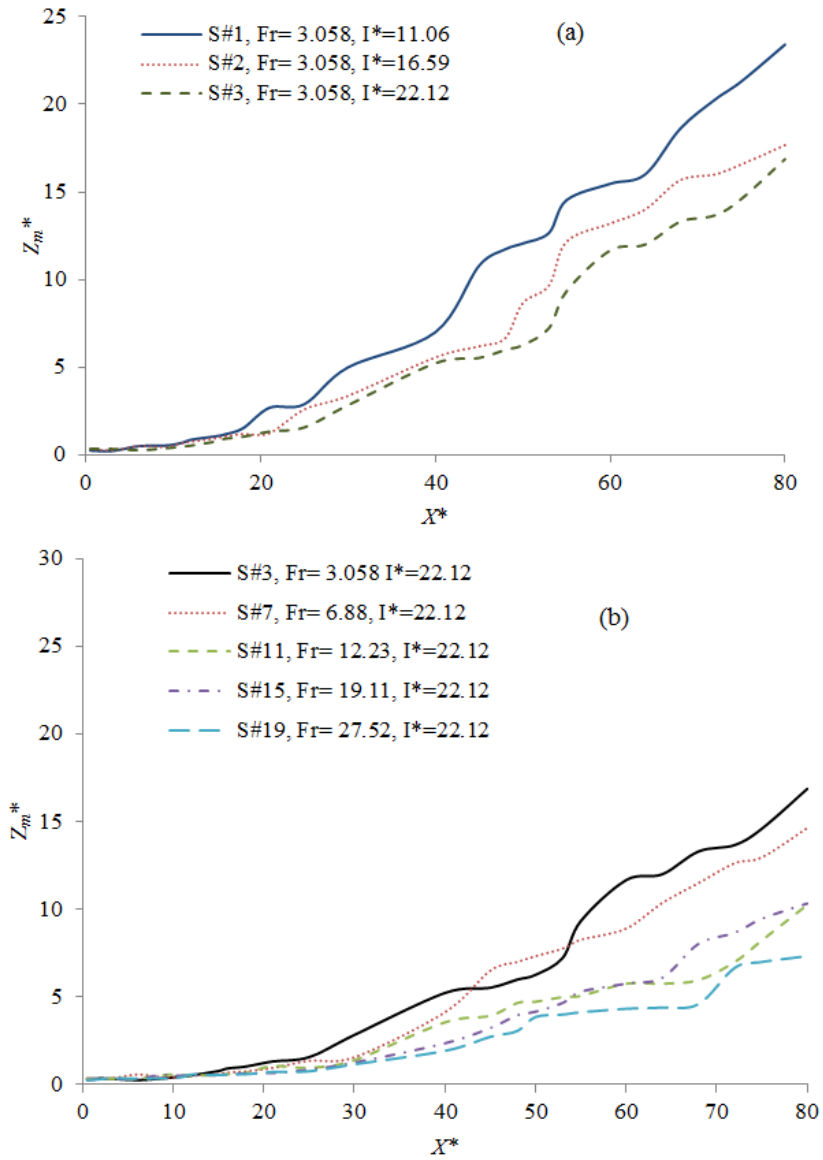 25
20
15
10
5
0
Zm*
S#1, Fr= 3.058, I*=11.06
S#2, Fr= 3.058, I*=16.59
S#3, Fr= 3.058, I*=22.12
(a)
0 20 40 60 80
X*
30
25
20
15
10
5
0
Zm*
S#3, Fr= 3.058 I*=22.12
S#7, Fr= 6.88, I*=22.12
S#11, Fr= 12.23, I*=22.12
S#15, Fr= 19.11, I*=22.12
S#19, Fr= 27.52, I*=22.12
(b)
0 10 20 30 40 50 60 70 80
X*